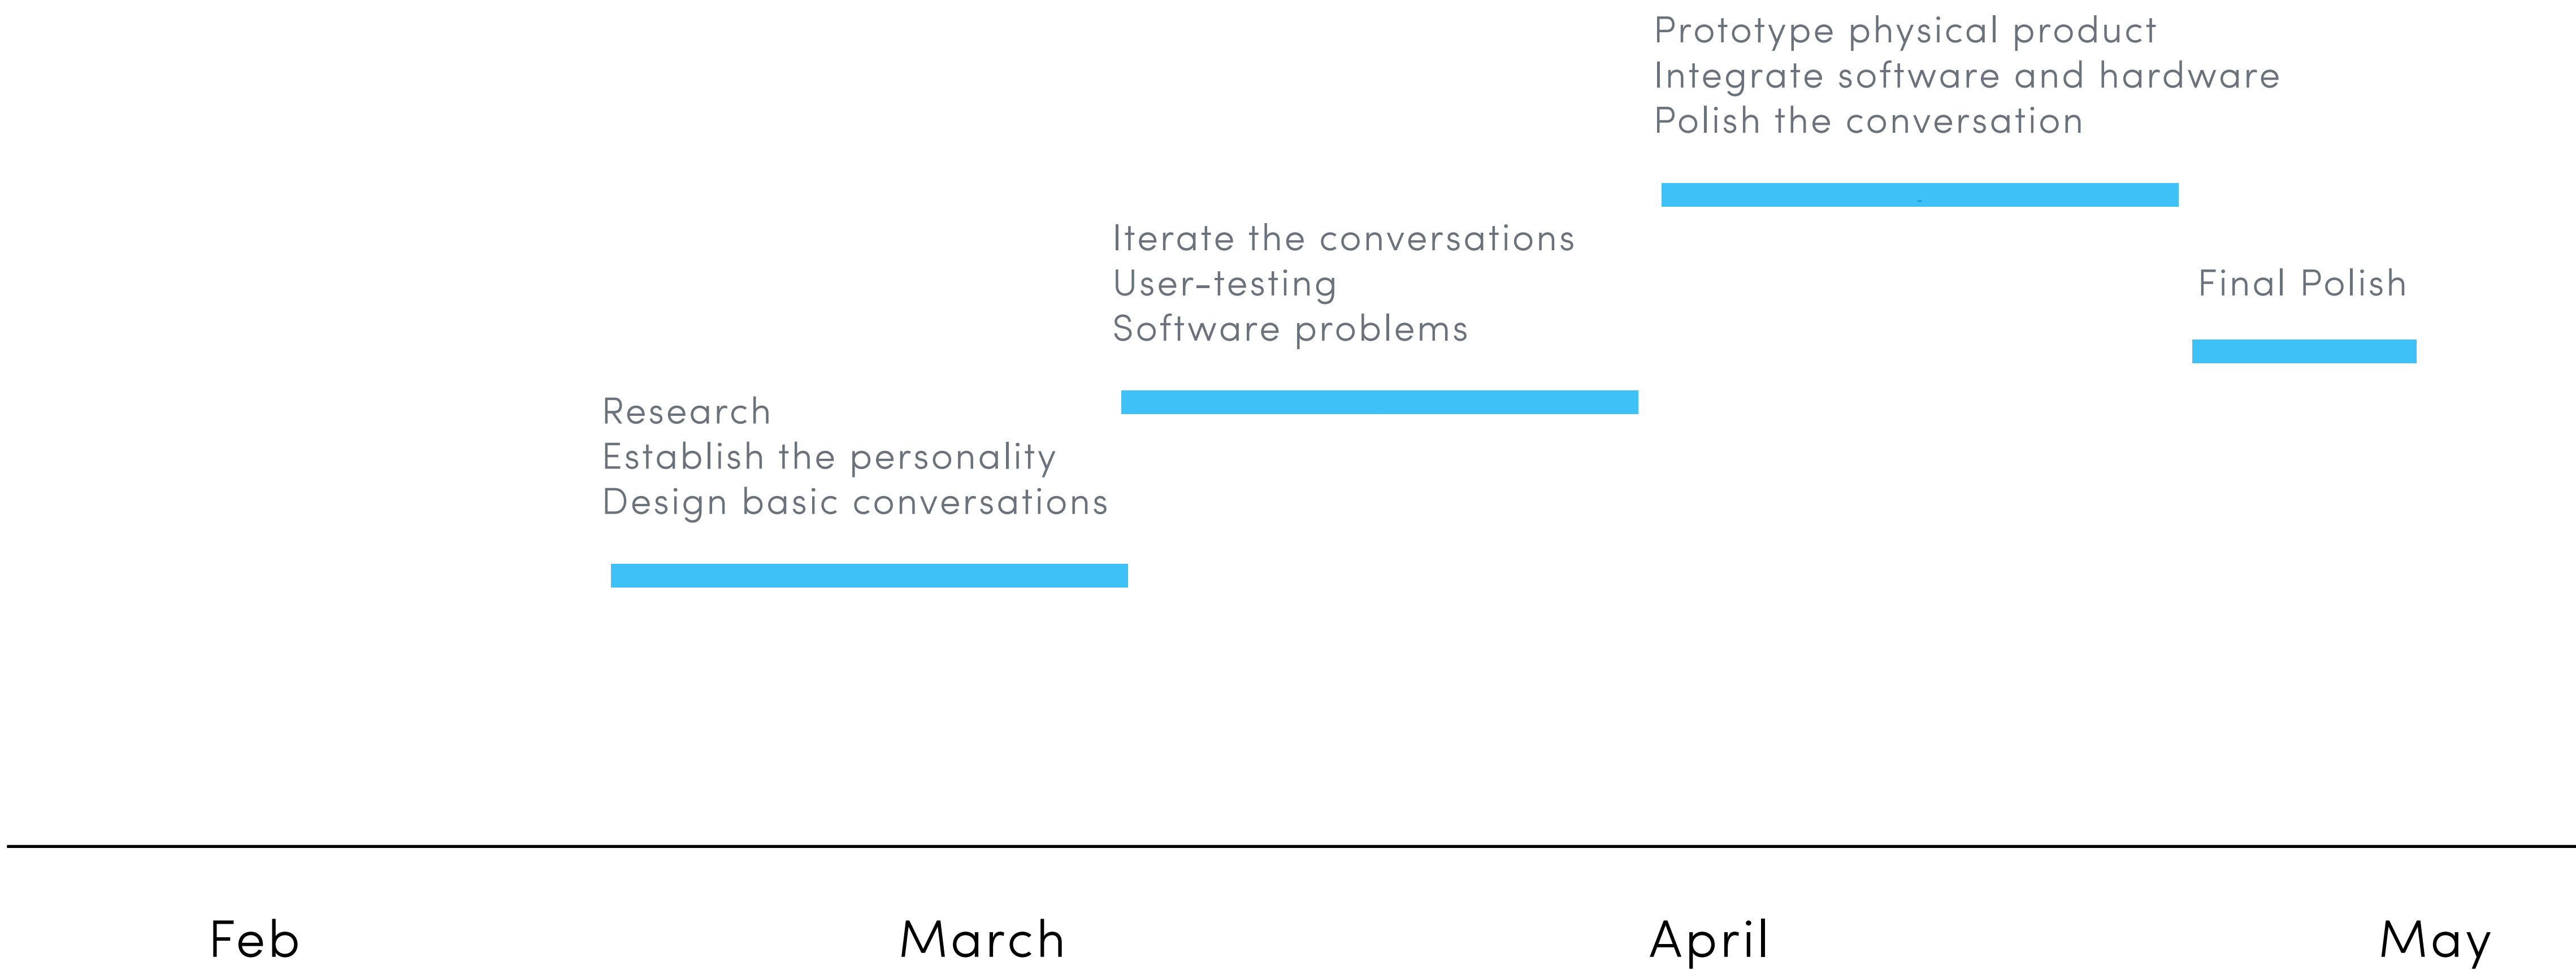 Prototype physical product
Integrate software and hardware
Polish the conversation
Iterate the conversations
User-testing
Software problems
Final Polish
Research
Establish the personality
Design basic conversations
Feb
March
April
May